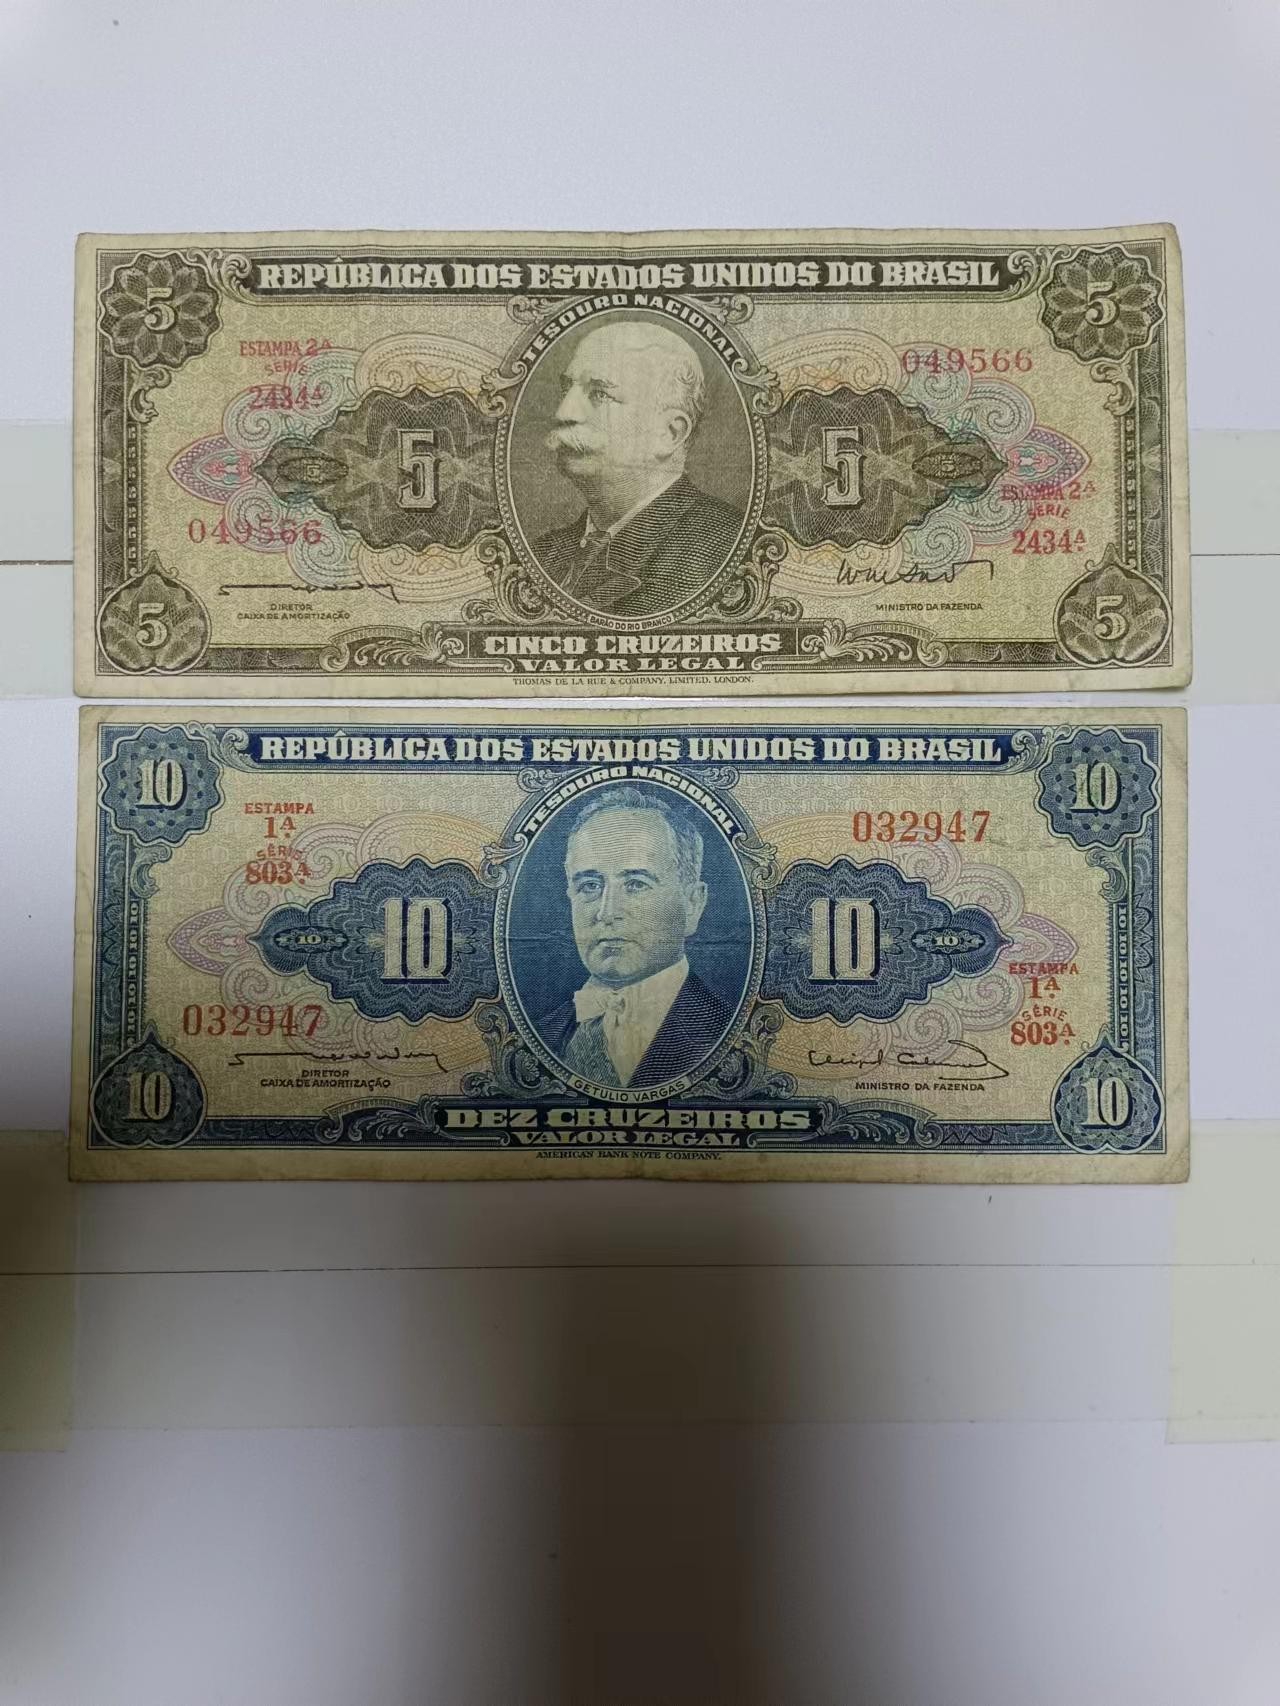 REPÚBLICA DOS ESTADOS UNIDOS DO BRASIL
TESOURO NACIONAL
5
5
ESTAMPA 2ª
SÉRIE
2434ª
049566
5
5
049566
ESTAMPA 2ª
SÉRIE
2434ª
DIRETOR
CAIXA DE AMORTIZAÇÃO
BARÃO DO RIO BRANCO
MINISTRO DA FAZENDA
5
5
CINCO CRUZEIROS
VALOR LEGAL
THOMAS DE LA RUE & COMPANY, LIMITED, LONDON.
REPÚBLICA DOS ESTADOS UNIDOS DO BRASIL
TESOURO NACIONAL
10
10
ESTAMPA
1ª
SÉRIE
803ª
032947
10
10
10
10
032947
ESTAMPA
1ª
SÉRIE
803ª
DIRETOR
CAIXA DE AMORTIZAÇÃO
GETULIO VARGAS
MINISTRO DA FAZENDA
10
10
DEZ CRUZEIROS
VALOR LEGAL
AMERICAN BANK NOTE COMPANY.